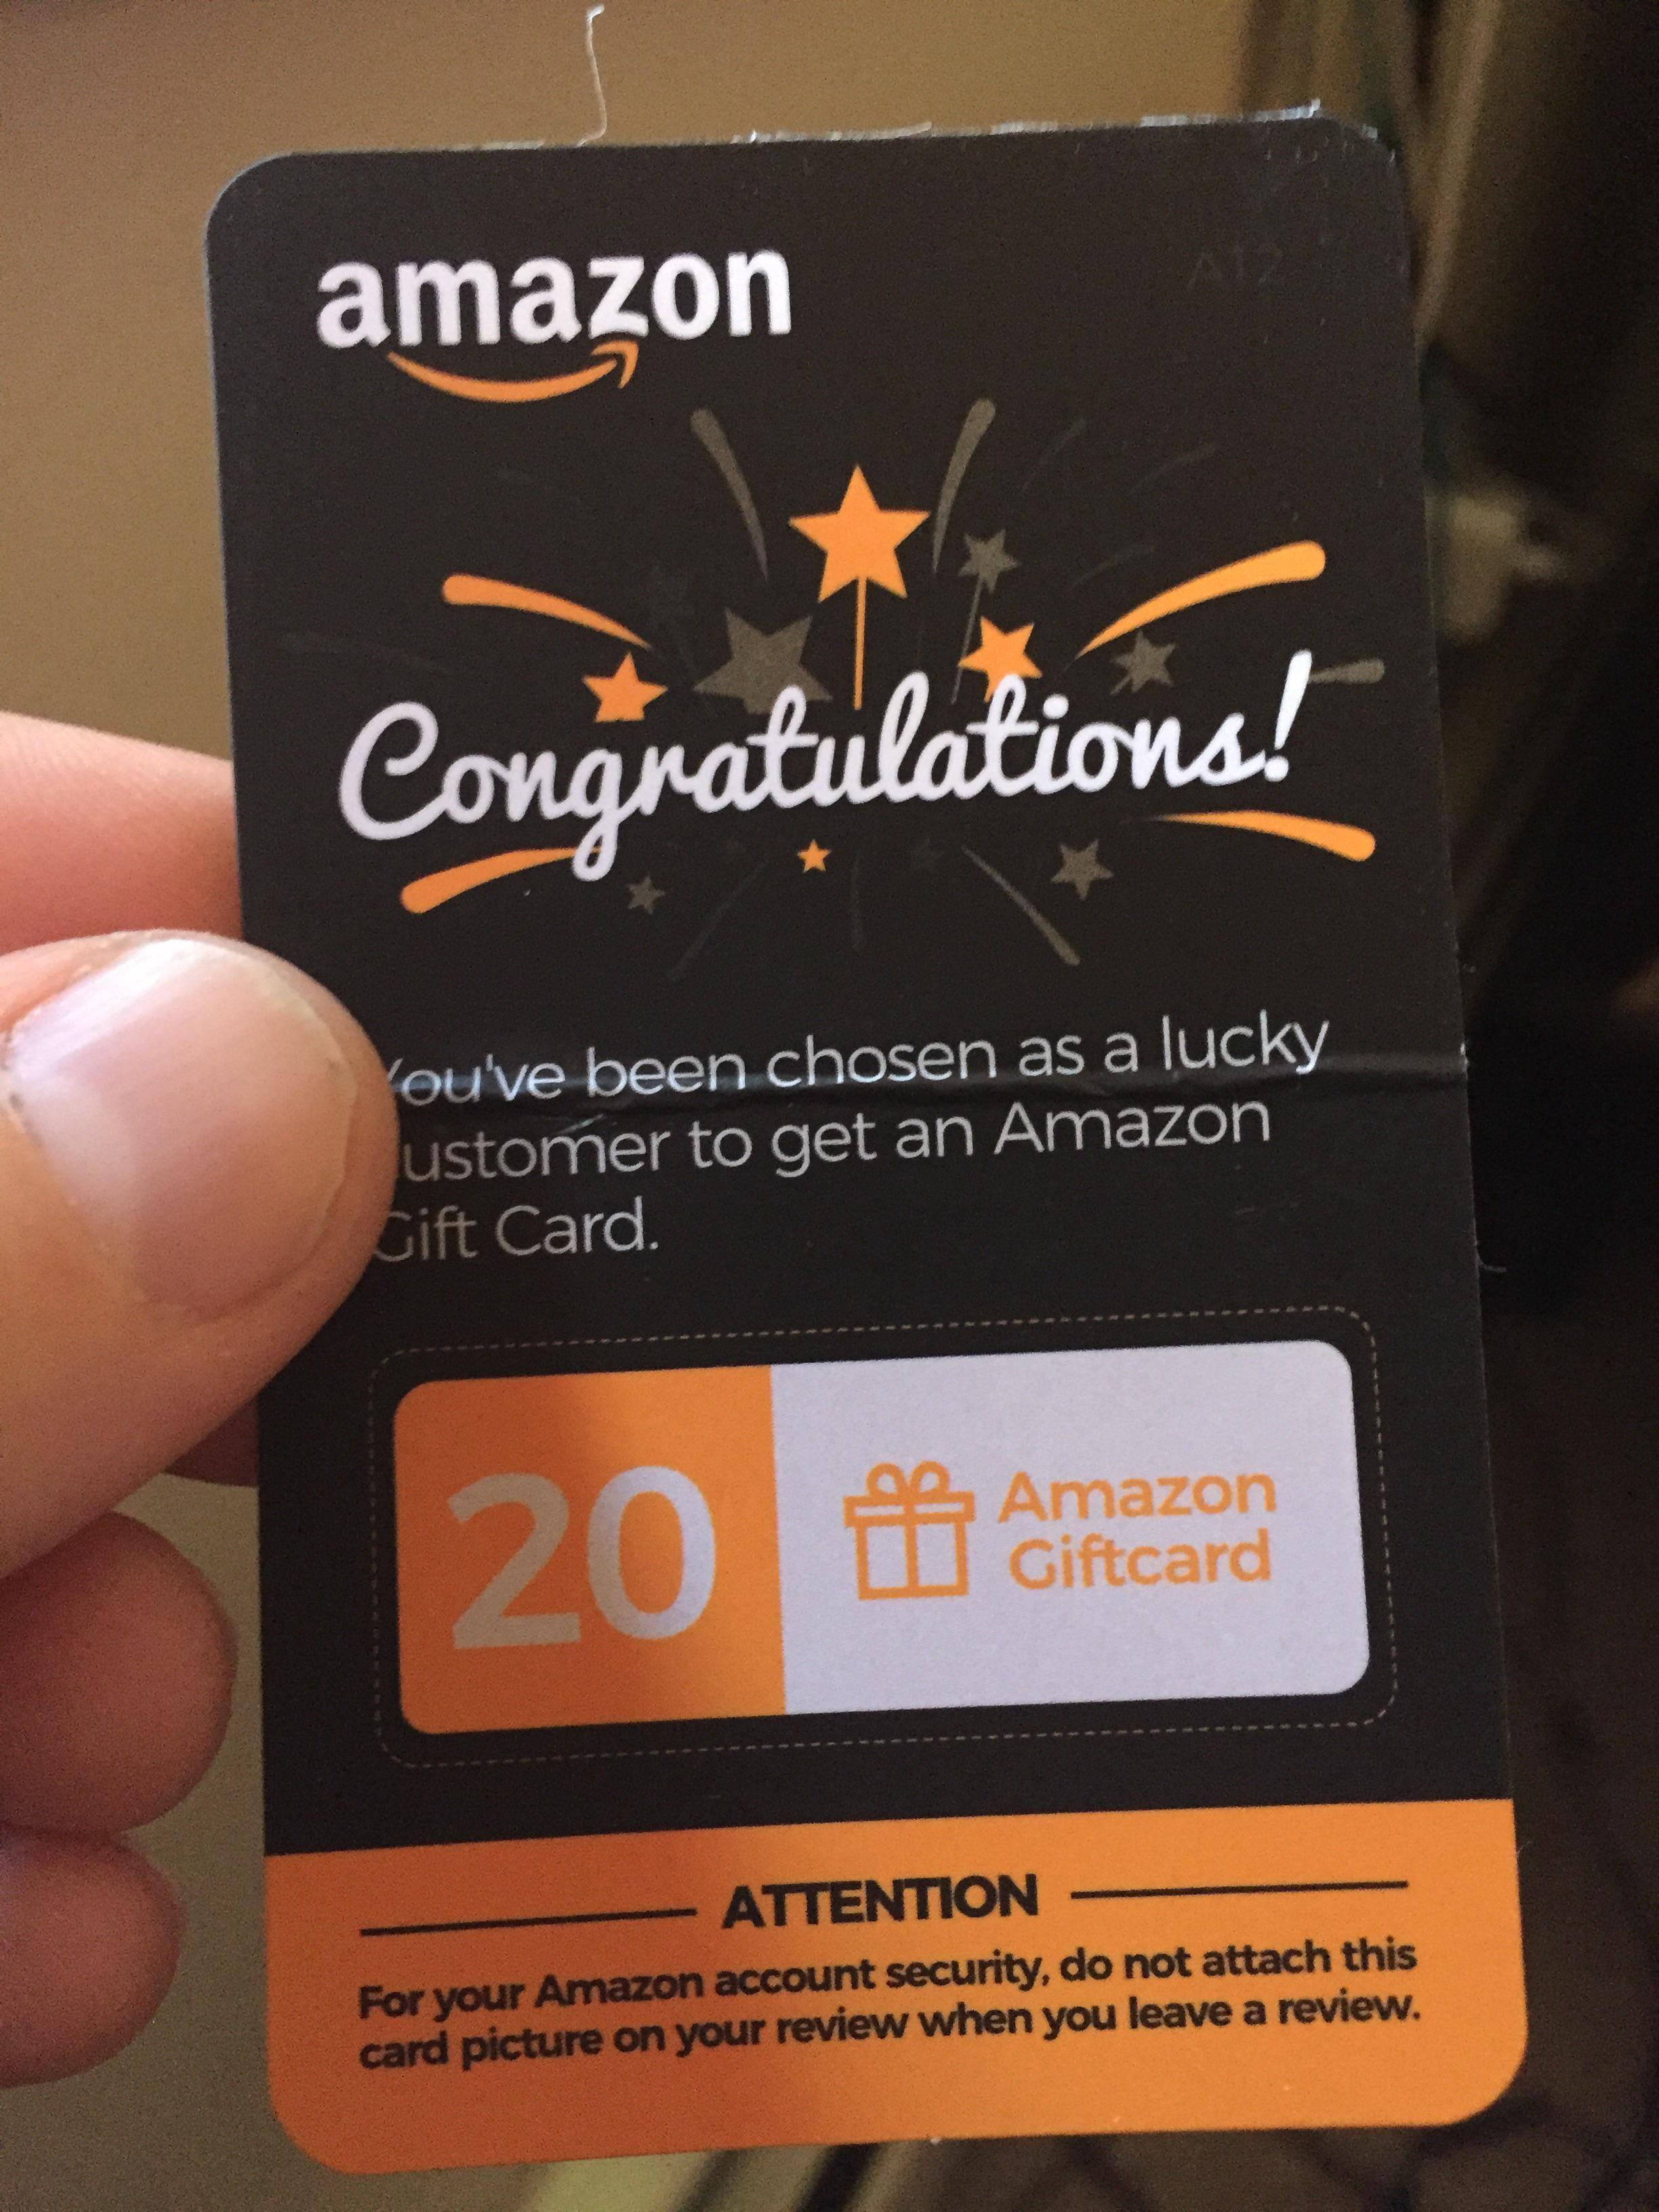 amazon
A12
Congratulations!
You've been chosen as a lucky
customer to get an Amazon
Gift Card.
20
Amazon
Giftcard
ATTENTION
For your Amazon account security, do not attach this
card picture on your review when you leave a review.